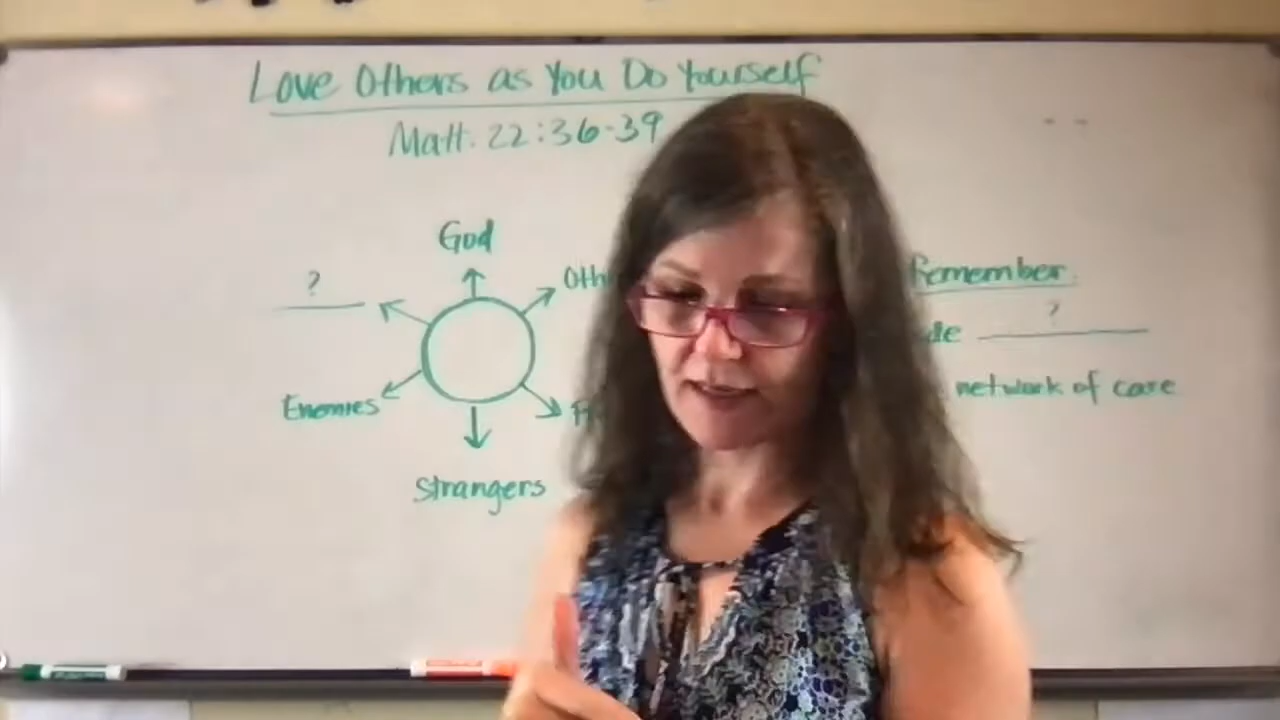 Love Others as You Do Yourself
Matt. 22:36-39
God
?
Remember
?
Enemies
network of care
Strangers